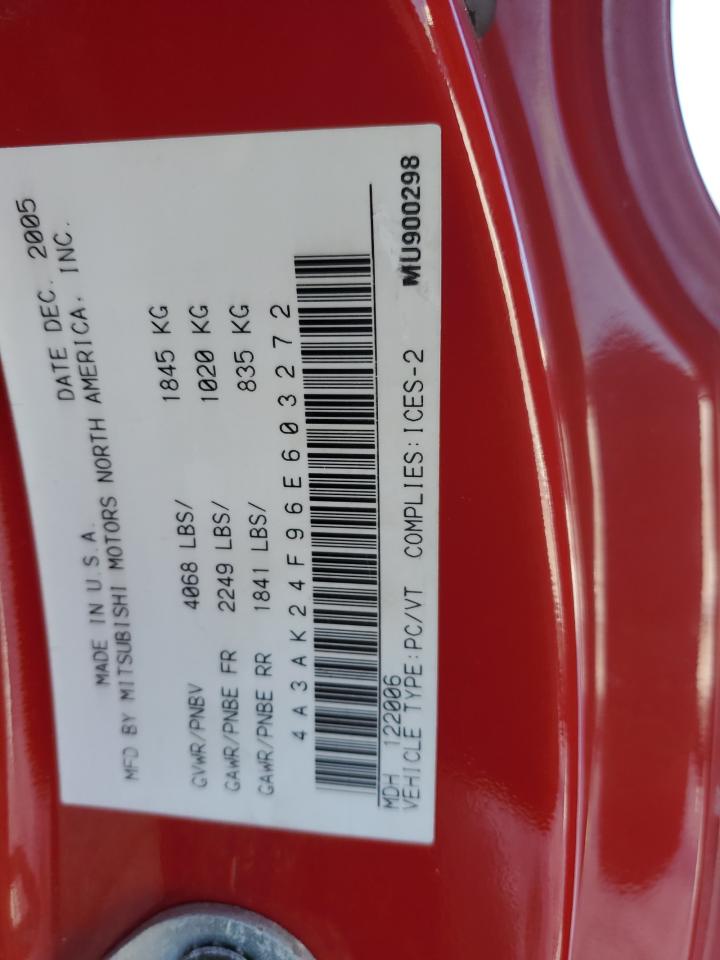 MADE IN U.S.A. DATE DEC. 2005
MFD BY MITSUBISHI MOTORS NORTH AMERICA, INC.
GVWR/PNBV 4068 LBS/ 1845 KG
GAWR/PNBE FR 2249 LBS/ 1020 KG
GAWR/PNBE RR 1841 LBS/ 835 KG
4A3AK24F96E603272
MDH 122006
VEHICLE TYPE:PC/VT COMPLIES:ICES-2 MU900298